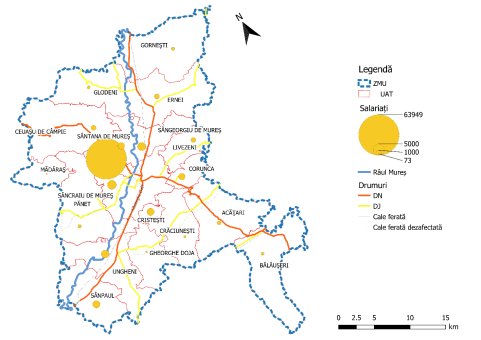 N
GORNEȘTI
GLODENI
ERNEI
CEUAȘU DE CÂMPIE
SÂNTANA DE MUREȘ
SÂNGEORGIU DE MUREȘ
LIVEZENI
MĂDĂRAȘ
CORUNCA
SÂNCRAIU DE MUREȘ
PĂNET
CRISTEȘTI
ACĂȚARI
CRĂCIUNEȘTI
GHEORGHE DOJA
UNGHENI
BĂLĂUȘERI
SÂNPAUL
Legendă
ZMU
UAT
Salariați
63949
5000
1000
73
Râul Mureș
Drumuri
DN
DJ
Cale ferată
Cale ferată dezafectată
0 2.5 5 10 15
km